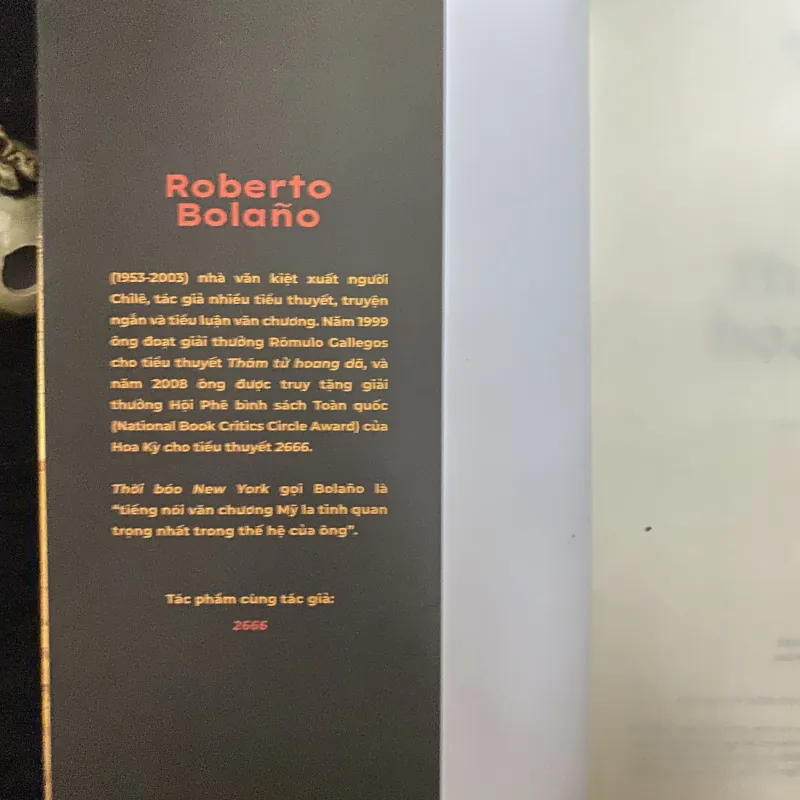 Roberto
Bolaño
(1953-2003) nhà văn kiệt xuất người
Chilê, tác giả nhiều tiểu thuyết, truyện
ngắn và tiểu luận văn chương. Năm 1999
ông đoạt giải thưởng Rómulo Gallegos
cho tiểu thuyết Thám tử hoang dã, và
năm 2008 ông được truy tặng giải
thưởng Hội Phê bình sách Toàn quốc
(National Book Critics Circle Award) của
Hoa Kỳ cho tiểu thuyết 2666.
Thời báo New York gọi Bolaño là
“tiếng nói văn chương Mỹ la tinh quan
trọng nhất trong thế hệ của ông”.
Tác phẩm cùng tác giả:
2666